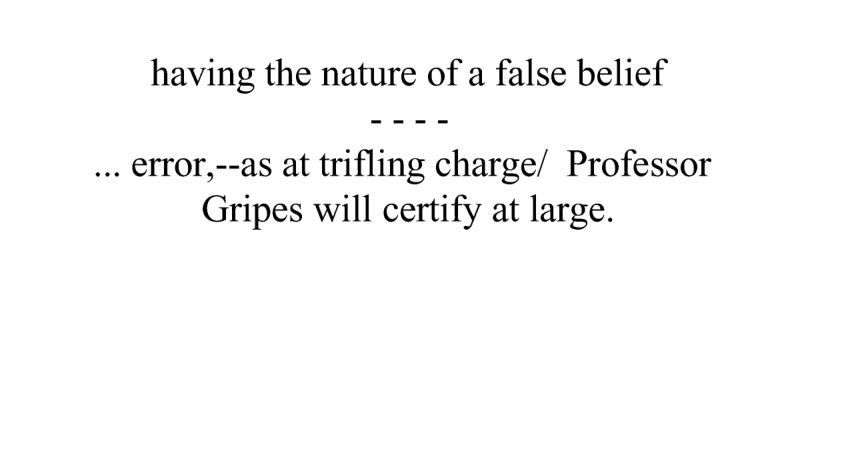 having the nature of a false belief
- - - -
... error,--as at trifling charge/  Professor
Gripes will certify at large.